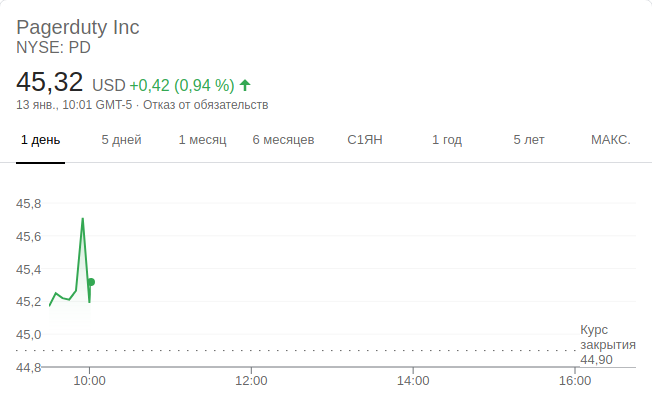 Pagerduty Inc
NYSE: PD
45,32 USD +0,42 (0,94 %)
13 янв., 10:01 GMT-5 · Отказ от обязательств
1 день 5 дней 1 месяц 6 месяцев С1ЯН 1 год 5 лет МАКС.
45,8
45,6
45,4
45,2
45,0
44,8
Курс
закрытия
44,90
10:00 12:00 14:00 16:00